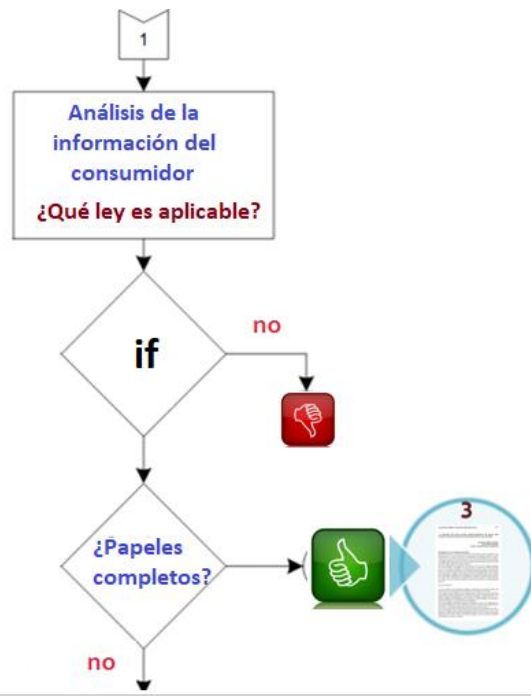 1
Análisis de la
información del
consumidor
¿Qué ley es aplicable?
if
no
¿Papeles
completos?
3
no